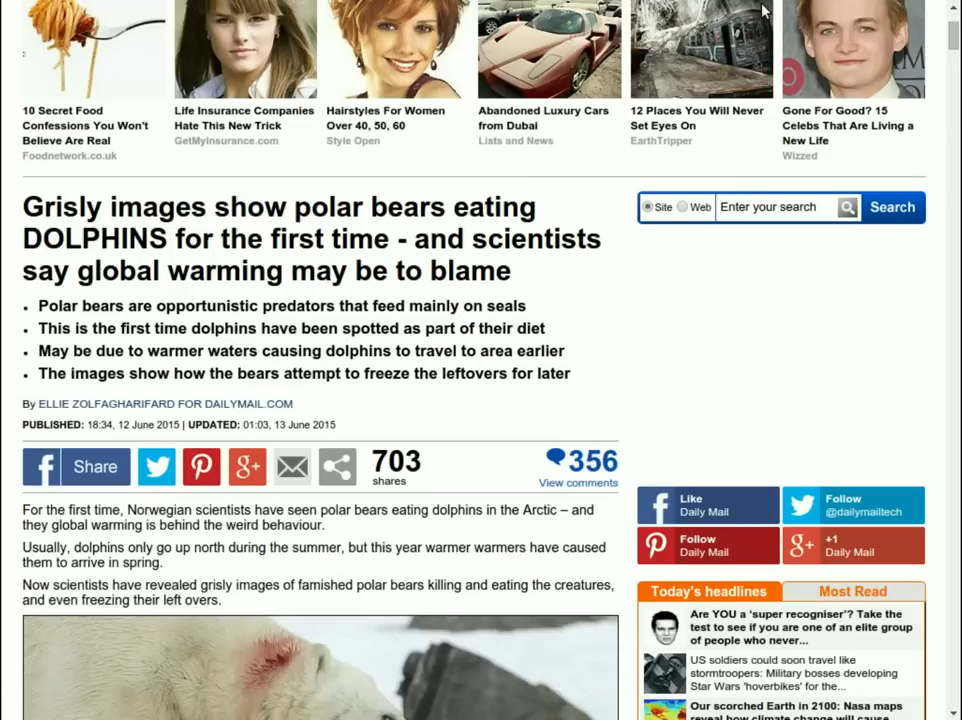 10 Secret Food
Confessions You Won't
Believe Are Real
Foodnetwork.co.uk
Life Insurance Companies
Hate This New Trick
GetMyInsurance.com
Hairstyles For Women
Over 40, 50, 60
Style Open
Abandoned Luxury Cars
from Dubai
Lists and News
12 Places You Will Never
Set Eyes On
EarthTripper
Gone For Good? 15
Celebs That Are Living a
New Life
Wizzed
Grisly images show polar bears eating
DOLPHINS for the first time - and scientists
say global warming may be to blame
Polar bears are opportunistic predators that feed mainly on seals
This is the first time dolphins have been spotted as part of their diet
May be due to warmer waters causing dolphins to travel to area earlier
The images show how the bears attempt to freeze the leftovers for later
By ELLIE ZOLFAGHARIFARD FOR DAILYMAIL.COM
PUBLISHED: 18:34, 12 June 2015 | UPDATED: 01:03, 13 June 2015
f Share
g+
703
shares
356
View comments
For the first time, Norwegian scientists have seen polar bears eating dolphins in the Arctic – and
they global warming is behind the weird behaviour.
Usually, dolphins only go up north during the summer, but this year warmer warmers have caused
them to arrive in spring.
Now scientists have revealed grisly images of famished polar bears killing and eating the creatures,
and even freezing their left overs.
Site Web Enter your search Search
Like
Daily Mail
Follow
@dailymailtech
Follow
Daily Mail
g+ +1
Daily Mail
Today's headlines Most Read
Are YOU a 'super recogniser'? Take the
test to see if you are one of an elite group
of people who never...
US soldiers could soon travel like
stormtroopers: Military bosses developing
Star Wars 'hoverbikes' for the...
Our scorched Earth in 2100: Nasa maps
reveal how climate change will cause